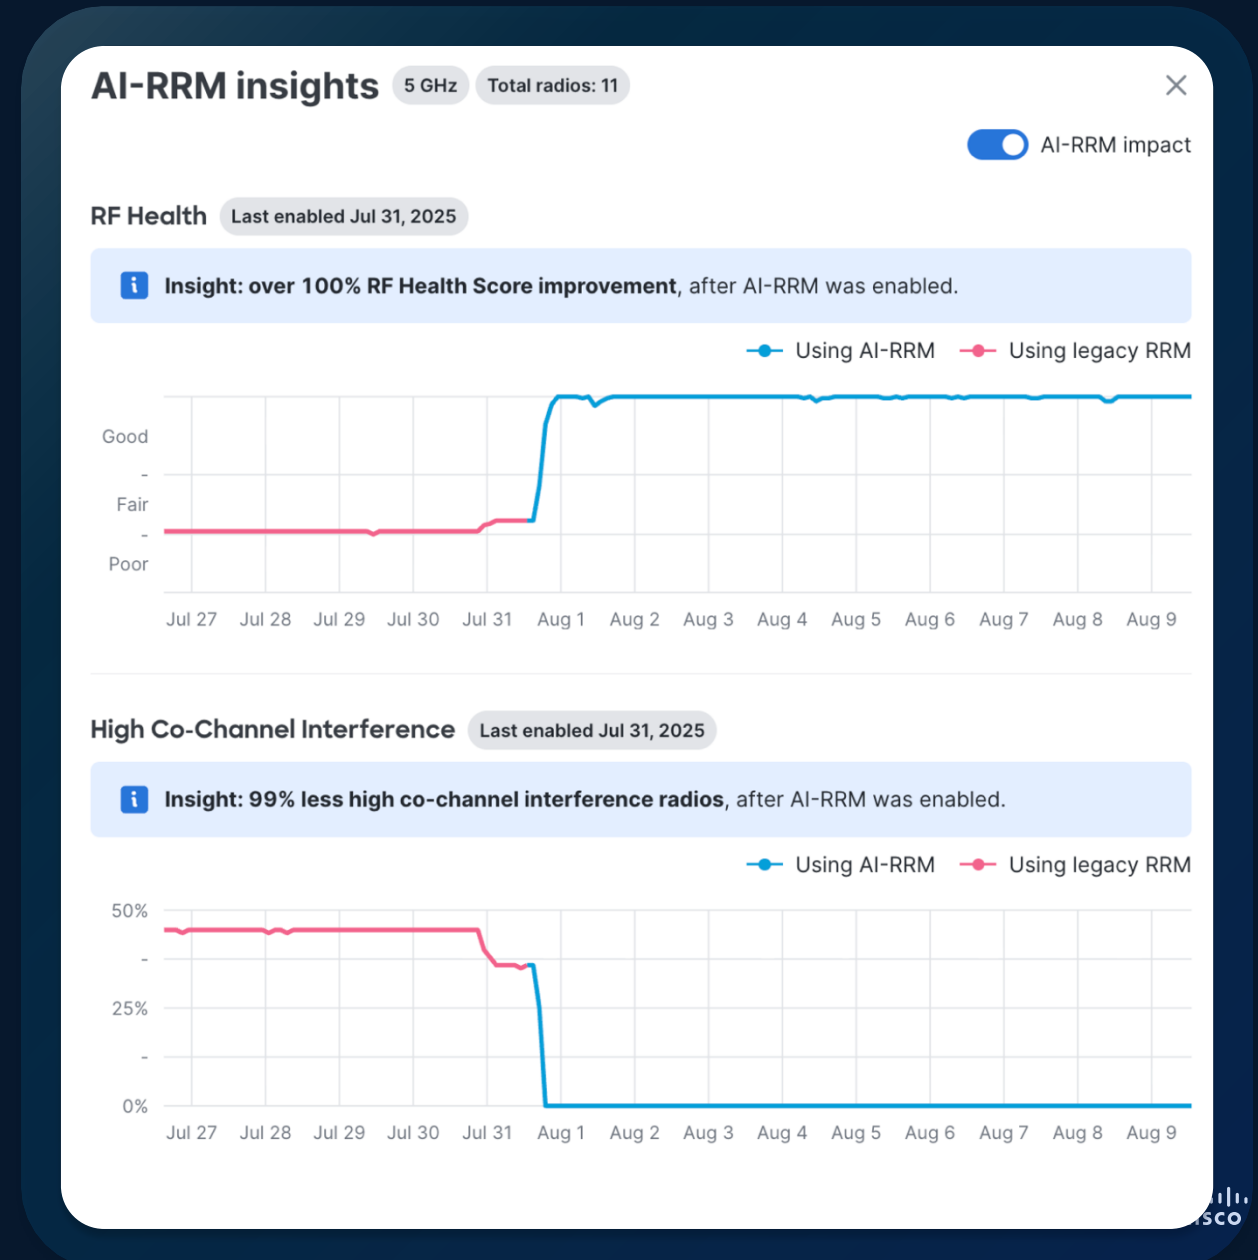 AI-RRM insights 5 GHz Total radios: 11
AI-RRM impact
RF Health Last enabled Jul 31, 2025
i Insight: over 100% RF Health Score improvement, after AI-RRM was enabled.
Using AI-RRM Using legacy RRM
Good
-
Fair
-
Poor
Jul 27 Jul 28 Jul 29 Jul 30 Jul 31 Aug 1 Aug 2 Aug 3 Aug 4 Aug 5 Aug 6 Aug 7 Aug 8 Aug 9
High Co-Channel Interference Last enabled Jul 31, 2025
i Insight: 99% less high co-channel interference radios, after AI-RRM was enabled.
Using AI-RRM Using legacy RRM
50%
-
25%
-
0%
Jul 27 Jul 28 Jul 29 Jul 30 Jul 31 Aug 1 Aug 2 Aug 3 Aug 4 Aug 5 Aug 6 Aug 7 Aug 8 Aug 9